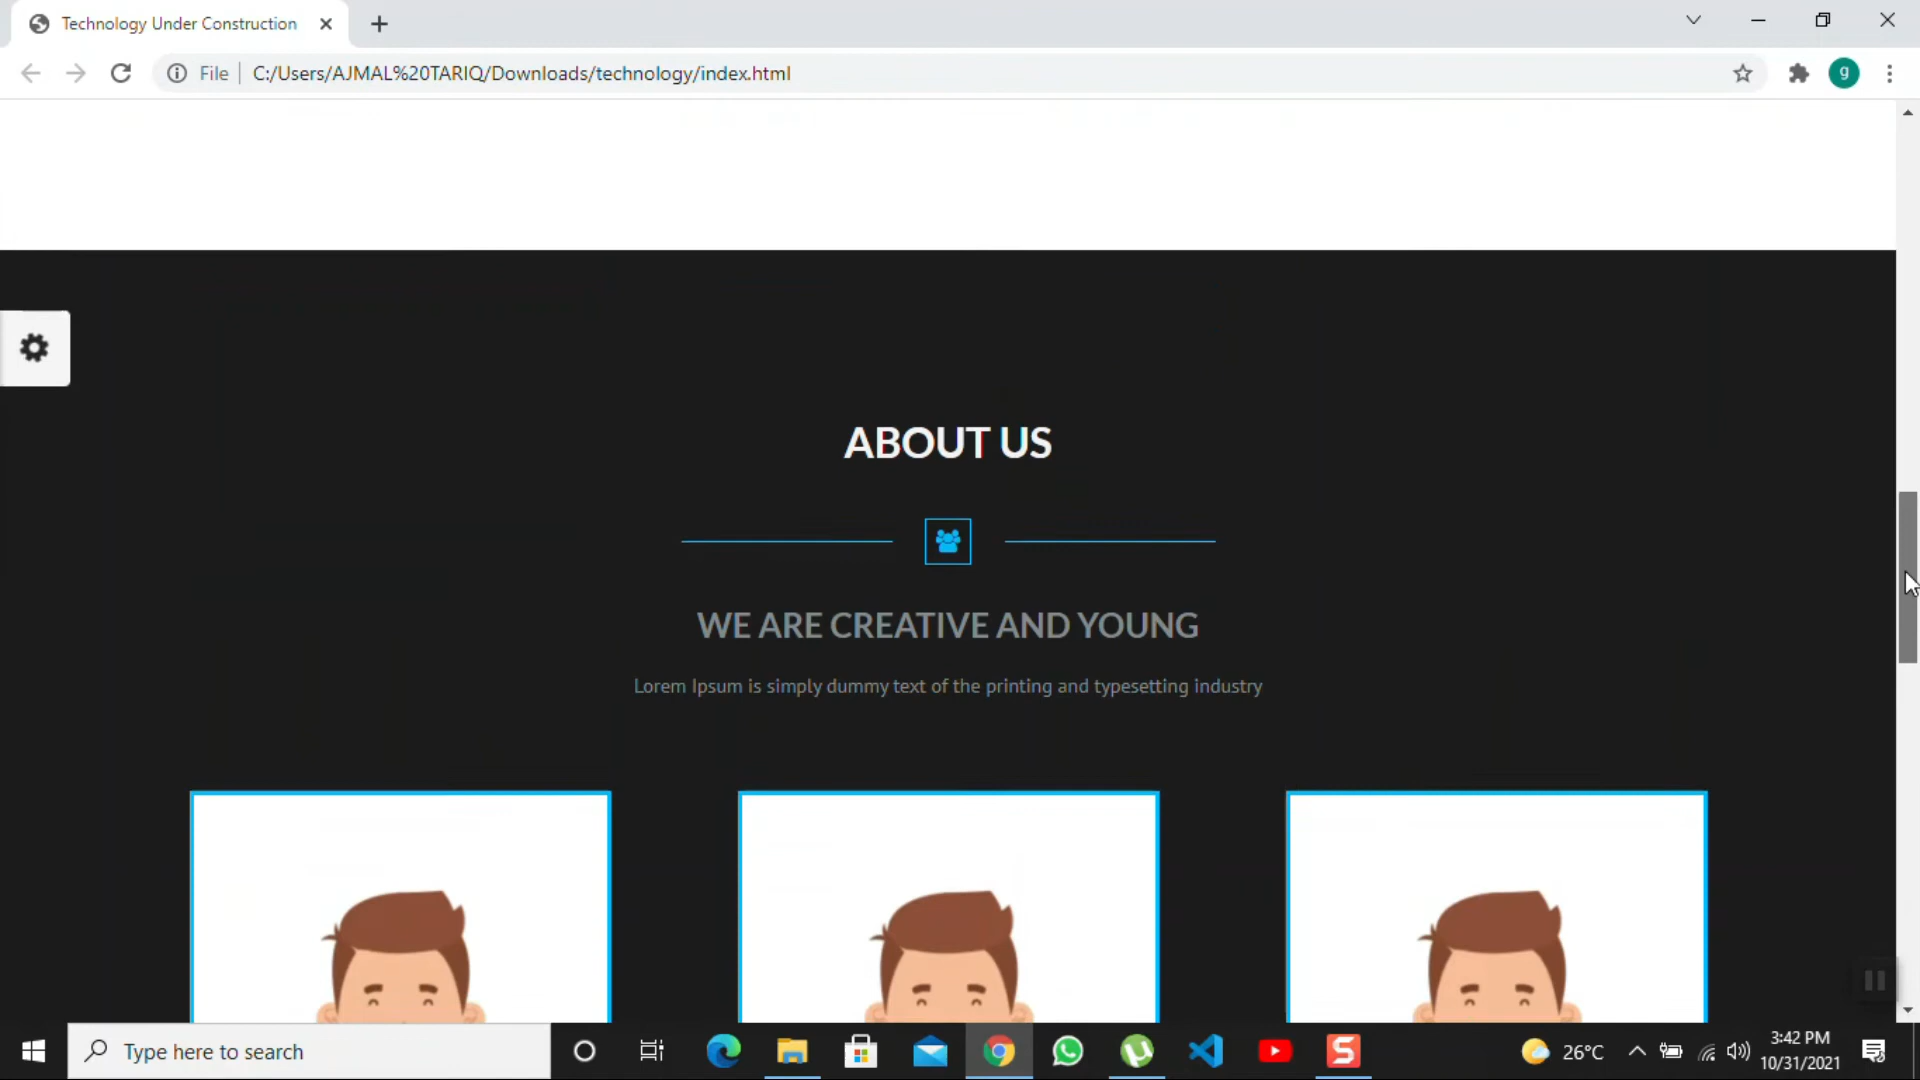 Technology Under Construction
File
C:/Users/AJMAL%20TARIQ/Downloads/technology/index.html
g
ABOUT US
WE ARE CREATIVE AND YOUNG
Lorem Ipsum is simply dummy text of the printing and typesetting industry
Type here to search
S
26°C
3:42 PM
10/31/2021